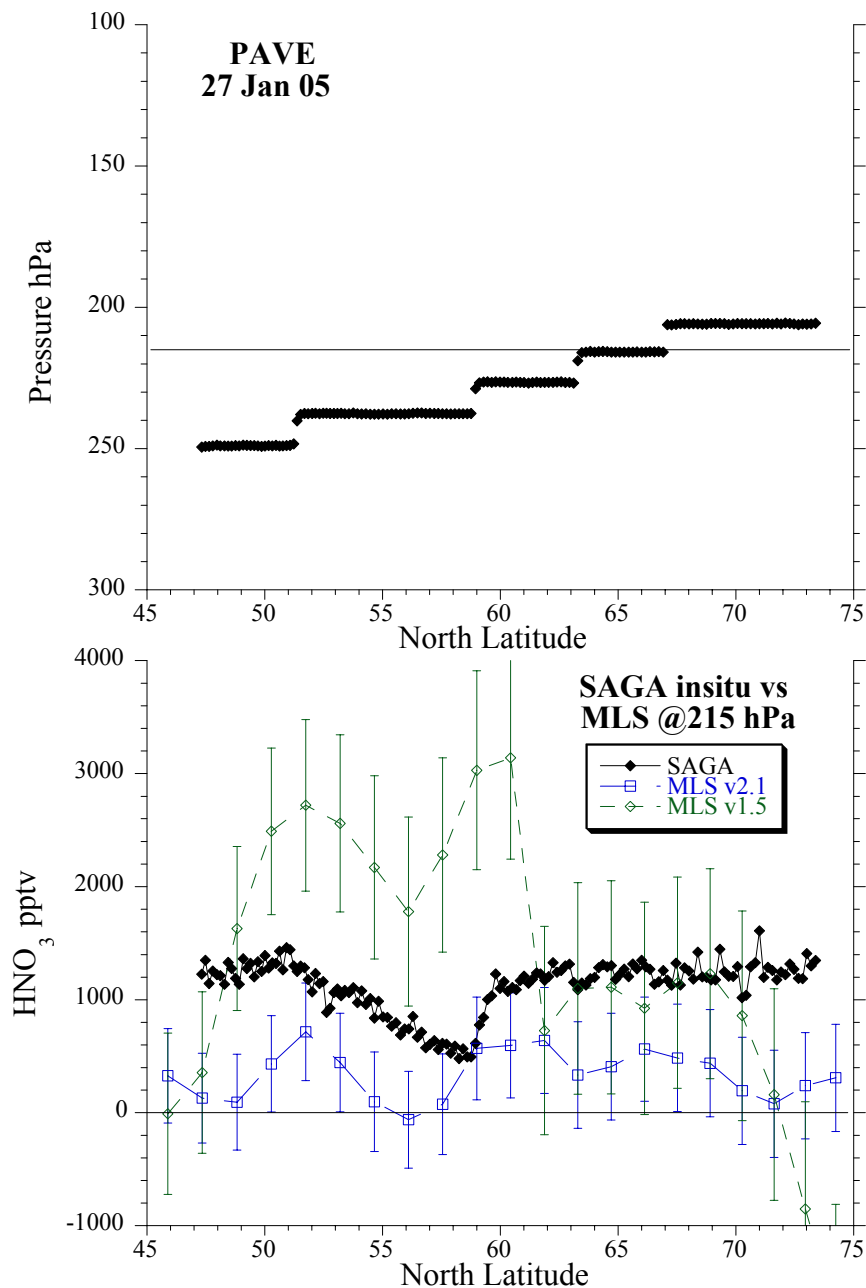 PAVE
27 Jan 05
100
150
200
250
300
Pressure hPa
45 50 55 60 65 70 75
North Latitude
4000
3000
2000
1000
0
-1000
HNO3 pptv
SAGA insitu vs
MLS @215 hPa
SAGA
MLS v2.1
MLS v1.5
45 50 55 60 65 70 75
North Latitude